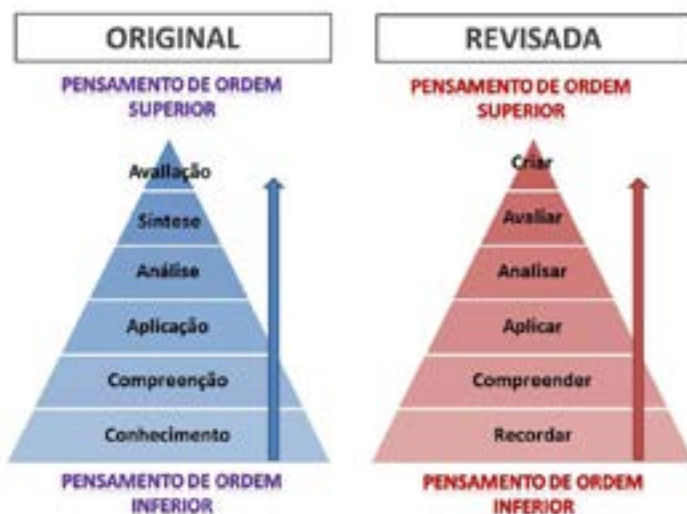 ORIGINAL
PENSAMENTO DE ORDEM
SUPERIOR
Avaliação
Síntese
Análise
Aplicação
Compreenção
Conhecimento
PENSAMENTO DE ORDEM
INFERIOR
REVISADA
PENSAMENTO DE ORDEM
SUPERIOR
Criar
Avaliar
Analisar
Aplicar
Compreender
Recordar
PENSAMENTO DE ORDEM
INFERIOR